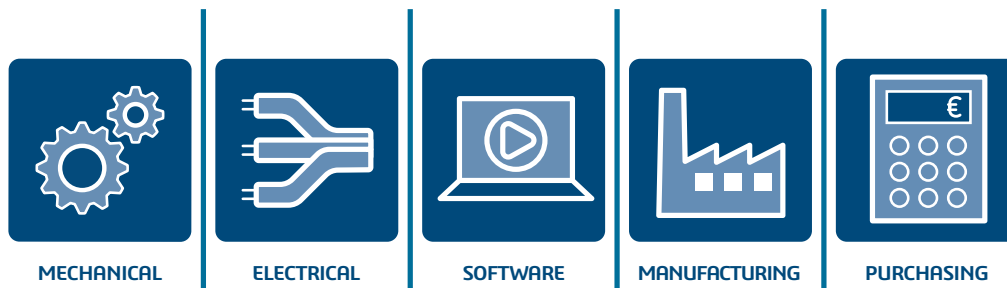 €
MECHANICAL
ELECTRICAL
SOFTWARE
MANUFACTURING
PURCHASING